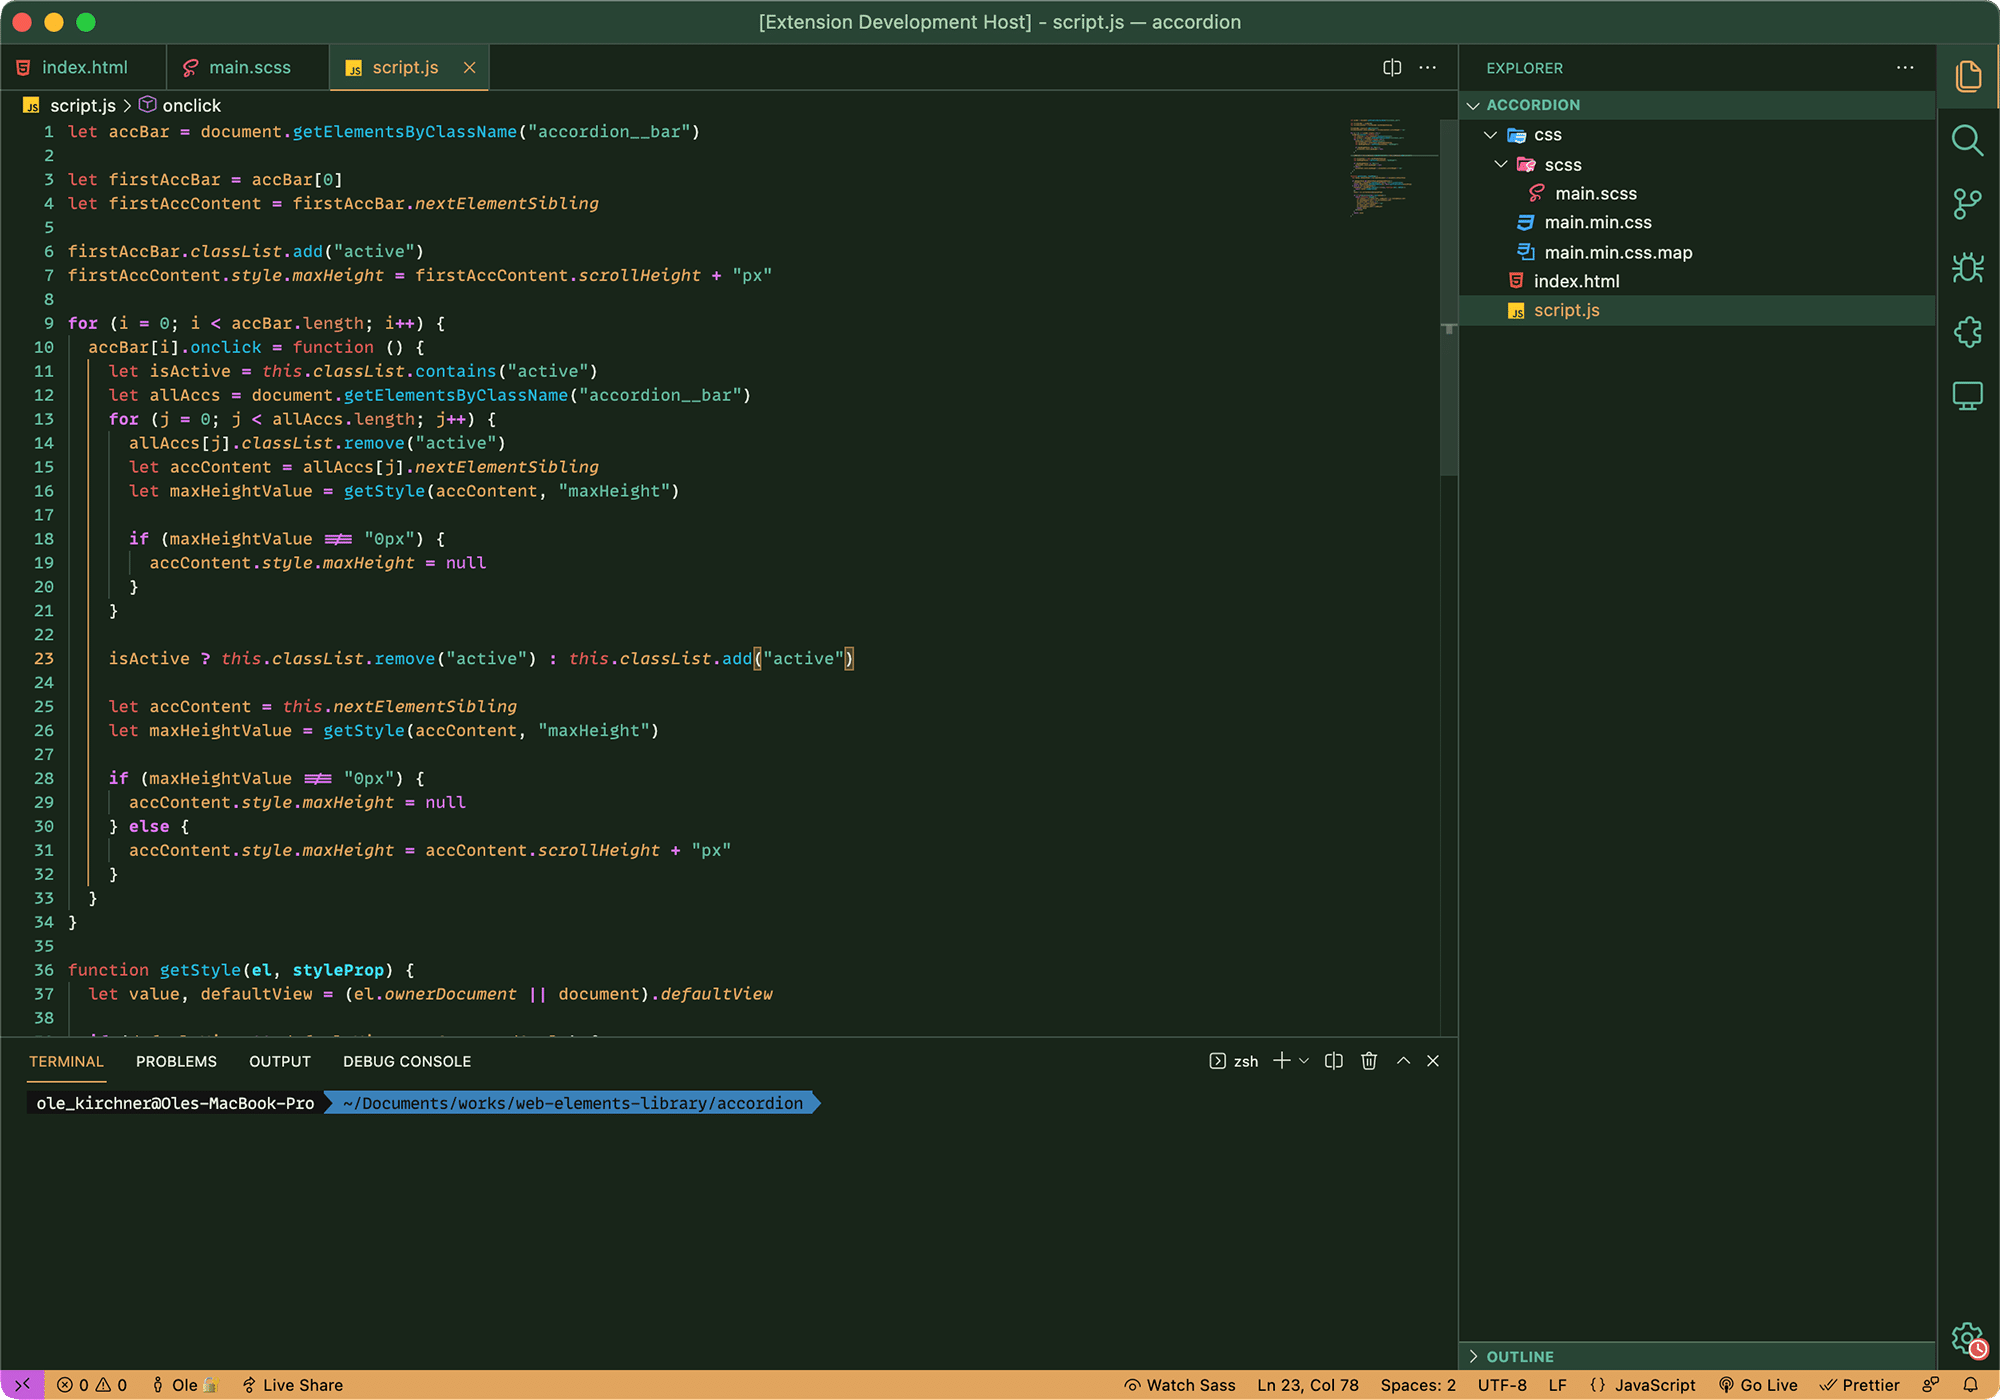 [Extension Development Host] - script.js — accordion
index.html
main.scss
script.js
script.js > onclick
1 let accBar = document.getElementsByClassName("accordion__bar")
2
3 let firstAccBar = accBar[0]
4 let firstAccContent = firstAccBar.nextElementSibling
5
6 firstAccBar.classList.add("active")
7 firstAccContent.style.maxHeight = firstAccContent.scrollHeight + "px"
8
9 for (i = 0; i < accBar.length; i++) {
10 accBar[i].onclick = function () {
11 let isActive = this.classList.contains("active")
12 let allAccs = document.getElementsByClassName("accordion__bar")
13 for (j = 0; j < allAccs.length; j++) {
14 allAccs[j].classList.remove("active")
15 let accContent = allAccs[j].nextElementSibling
16 let maxHeightValue = getStyle(accContent, "maxHeight")
17
18 if (maxHeightValue !== "0px") {
19 accContent.style.maxHeight = null
20 }
21 }
22
23 isActive ? this.classList.remove("active") : this.classList.add("active")
24
25 let accContent = this.nextElementSibling
26 let maxHeightValue = getStyle(accContent, "maxHeight")
27
28 if (maxHeightValue !== "0px") {
29 accContent.style.maxHeight = null
30 } else {
31 accContent.style.maxHeight = accContent.scrollHeight + "px"
32 }
33 }
34 }
35
36 function getStyle(el, styleProp) {
37 let value, defaultView = (el.ownerDocument || document).defaultView
38
TERMINAL PROBLEMS OUTPUT DEBUG CONSOLE
zsh
ole_kirchner@Oles-MacBook-Pro ~/Documents/works/web-elements-library/accordion
EXPLORER
ACCORDION
css
scss
main.scss
main.min.css
main.min.css.map
index.html
script.js
OUTLINE
0 0 Ole Live Share
Watch Sass Ln 23, Col 78 Spaces: 2 UTF-8 LF {} JavaScript Go Live Prettier